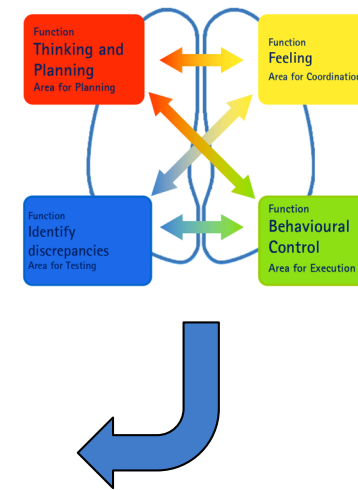 Function
Thinking and
Planning
Area for Planning
Function
Feeling
Area for Coordination
Function
Identify
discrepancies
Area for Testing
Function
Behavioural
Control
Area for Execution